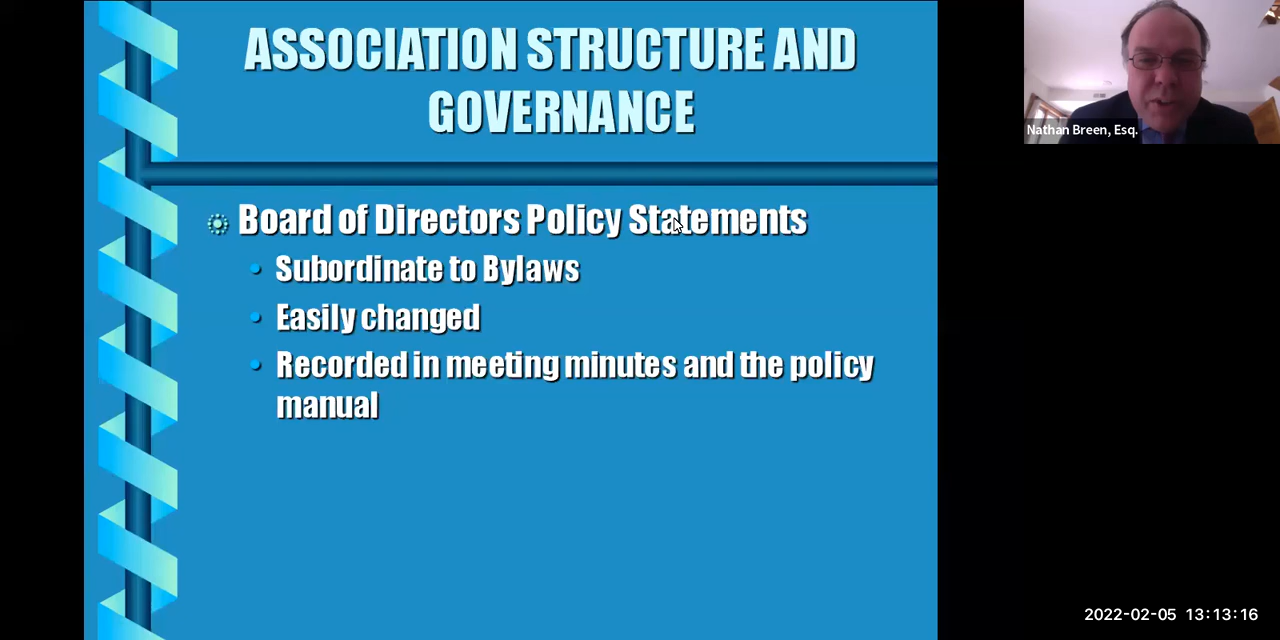 ASSOCIATION STRUCTURE AND
GOVERNANCE
Board of Directors Policy Statements
Subordinate to Bylaws
Easily changed
Recorded in meeting minutes and the policy
manual
Nathan Breen, Esq.
2022-02-05 13:13:16